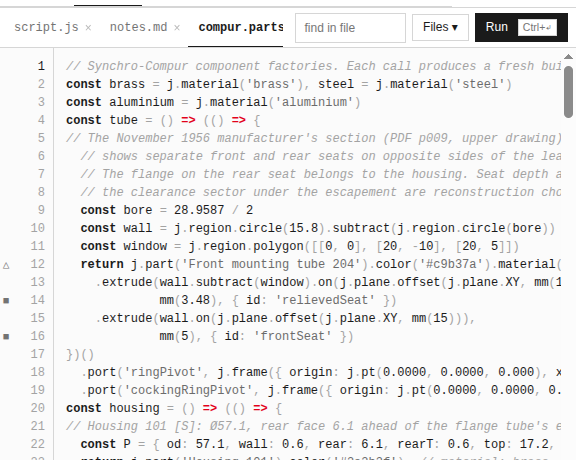 script.js × notes.md × compur.parts find in file Files ▾ Run Ctrl+⏎
1 // Synchro-Compur component factories. Each call produces a fresh bui
2 const brass = j.material('brass'), steel = j.material('steel')
3 const aluminium = j.material('aluminium')
4 const tube = () => (() => {
5 // The November 1956 manufacturer's section (PDF p009, upper drawing)
6 // shows separate front and rear seats on opposite sides of the lea
7 // The flange on the rear seat belongs to the housing. Seat depth a
8 // the clearance sector under the escapement are reconstruction cho
9 const bore = 28.9587 / 2
10 const wall = j.region.circle(15.8).subtract(j.region.circle(bore))
11 const window = j.region.polygon([[0, 0], [20, -10], [20, 5]])
△ 12 return j.part('Front mounting tube 204').color('#c9b37a').material(
13 .extrude(wall.subtract(window).on(j.plane.offset(j.plane.XY, mm(1
■ 14 mm(3.48), { id: 'relievedSeat' })
15 .extrude(wall.on(j.plane.offset(j.plane.XY, mm(15))),
■ 16 mm(5), { id: 'frontSeat' })
17 })()
18 .port('ringPivot', j.frame({ origin: j.pt(0.0000, 0.0000, 0.000), x
19 .port('cockingRingPivot', j.frame({ origin: j.pt(0.0000, 0.0000, 0.
20 const housing = () => (() => {
21 // Housing 101 [S]: Ø57.1, rear face 6.1 ahead of the flange tube's e
22 const P = { od: 57.1, wall: 0.6, rear: 6.1, rearT: 0.6, top: 17.2,